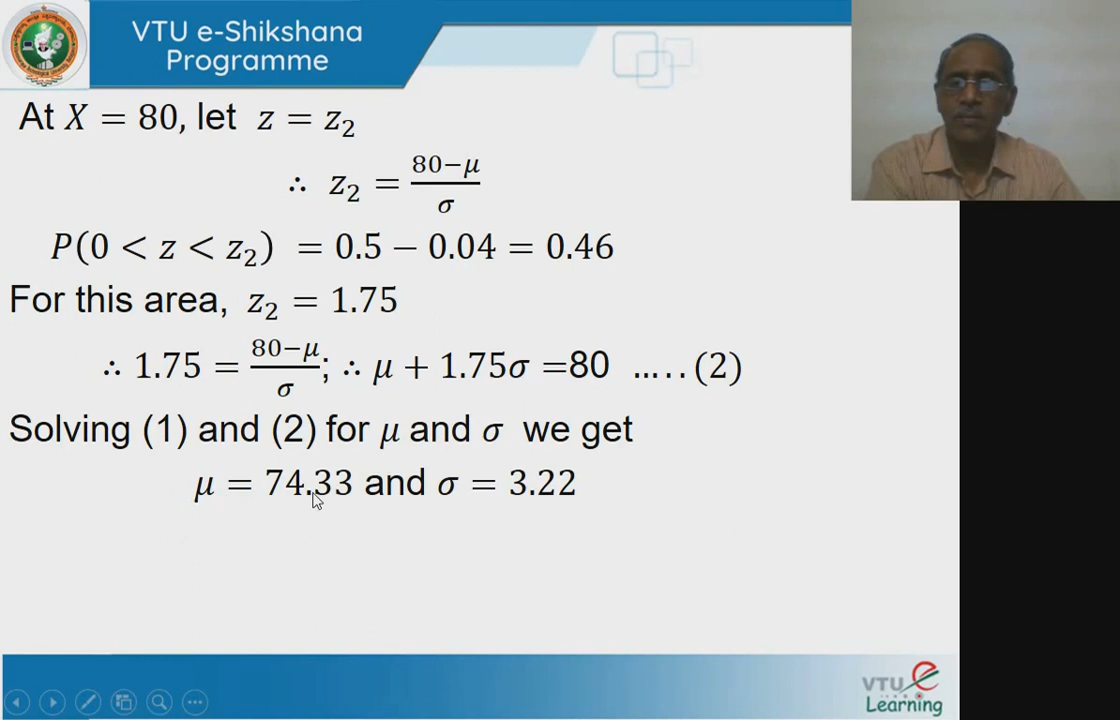 VTU e-Shikshana
Programme
At X = 80, let z = z₂
∴ z₂ = (80−μ)/σ
P(0 < z < z₂) = 0.5 − 0.04 = 0.46
For this area, z₂ = 1.75
∴ 1.75 = (80−μ)/σ; ∴ μ + 1.75σ =80 .....(2)
Solving (1) and (2) for μ and σ we get
μ = 74.33 and σ = 3.22
VTU e
Learning